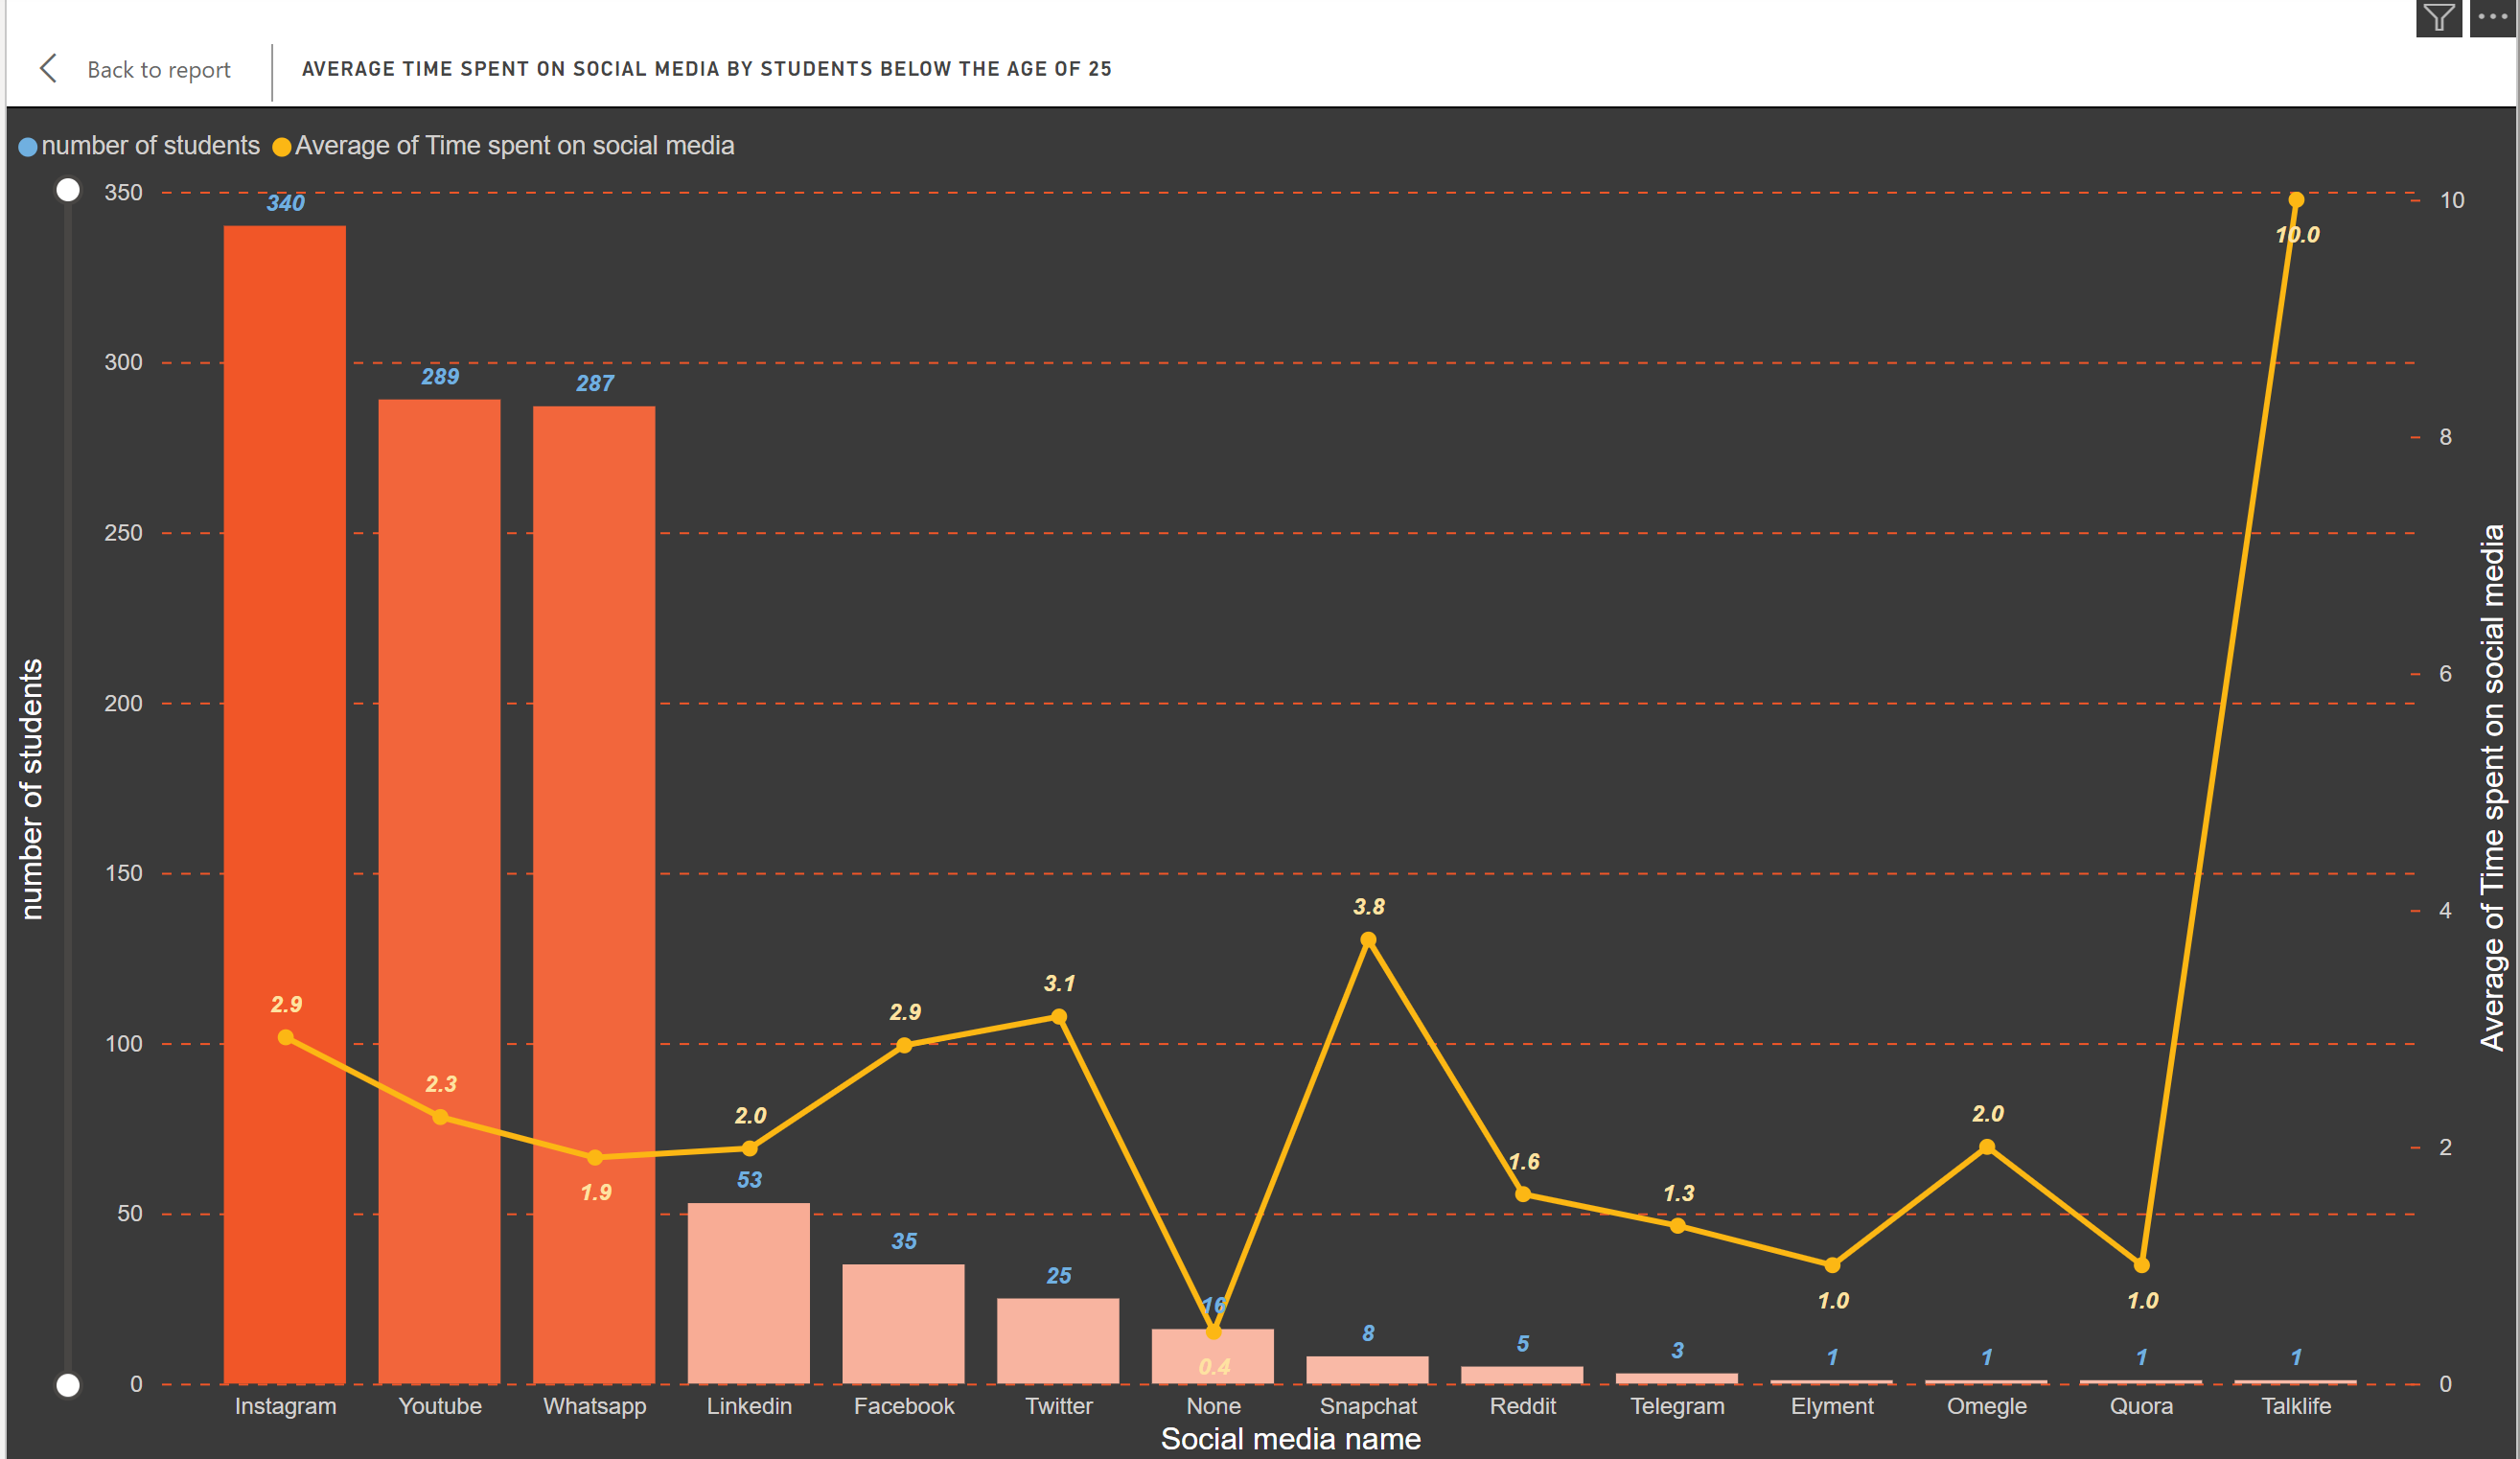 Back to report
AVERAGE TIME SPENT ON SOCIAL MEDIA BY STUDENTS BELOW THE AGE OF 25
number of students
Average of Time spent on social media
350
300
250
200
150
100
50
0
number of students
340
289
287
53
35
25
16
8
5
3
1
1
1
1
2.9
2.3
1.9
2.0
2.9
3.1
0.4
3.8
1.6
1.3
1.0
2.0
1.0
10.0
10
8
6
4
2
0
Average of Time spent on social media
Instagram
Youtube
Whatsapp
Linkedin
Facebook
Twitter
None
Snapchat
Reddit
Telegram
Elyment
Omegle
Quora
Talklife
Social media name